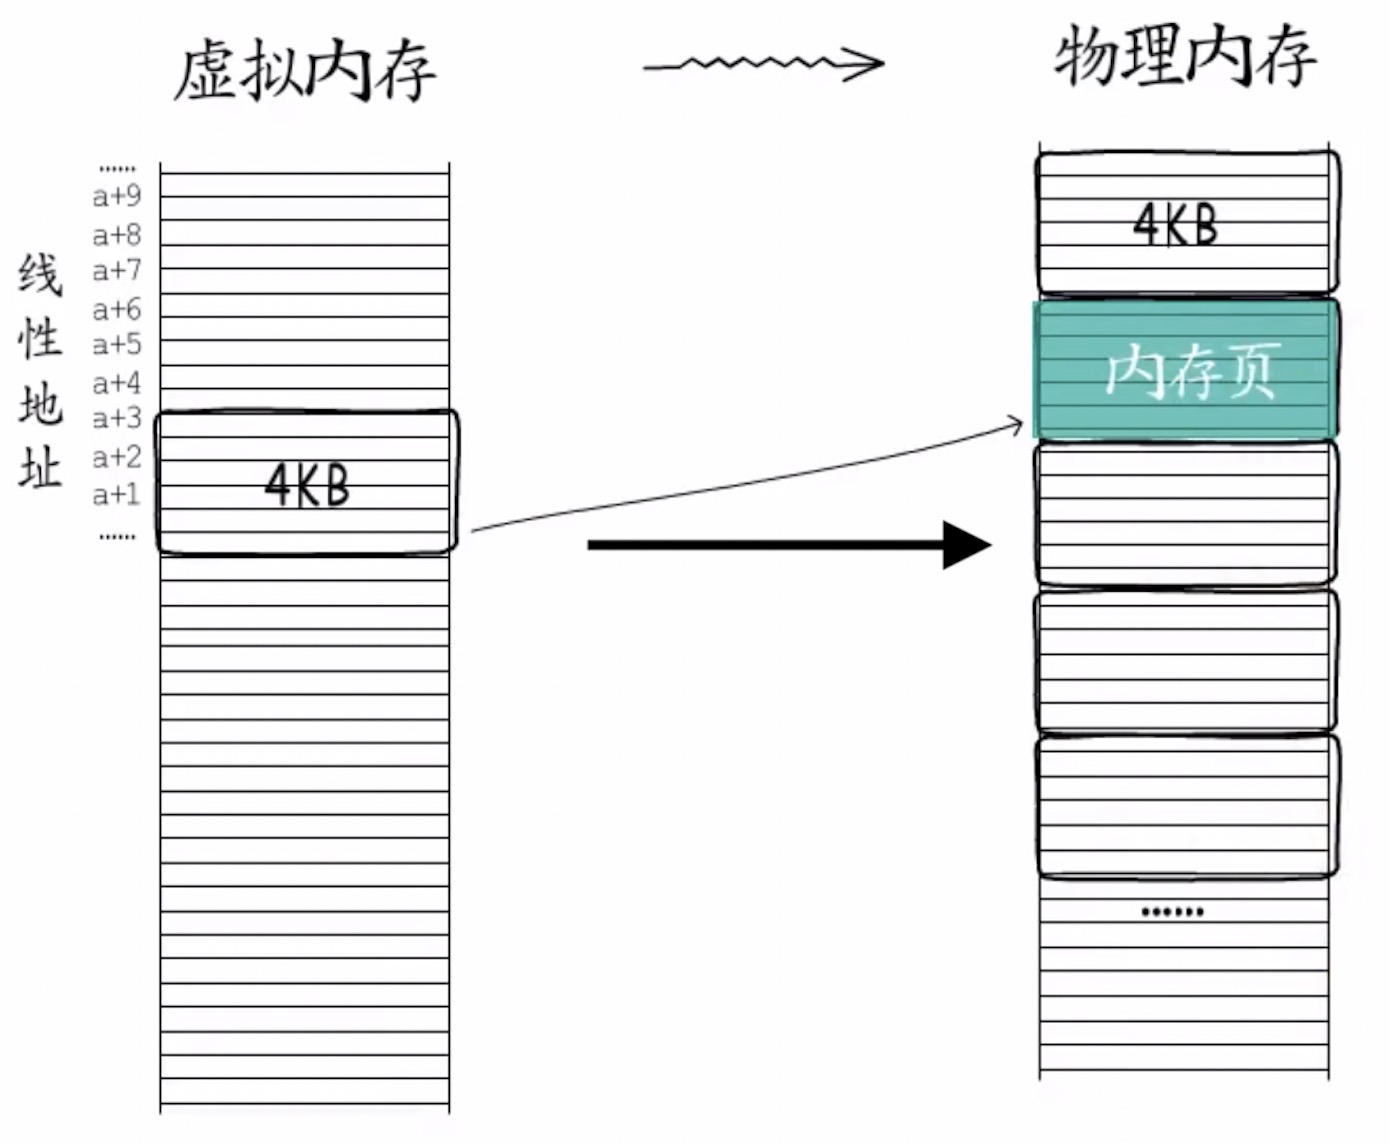 虚拟内存
物理内存
线性地址
......
a+9
a+8
a+7
a+6
a+5
a+4
a+3
a+2
a+1
......
4KB
4KB
内存页
......